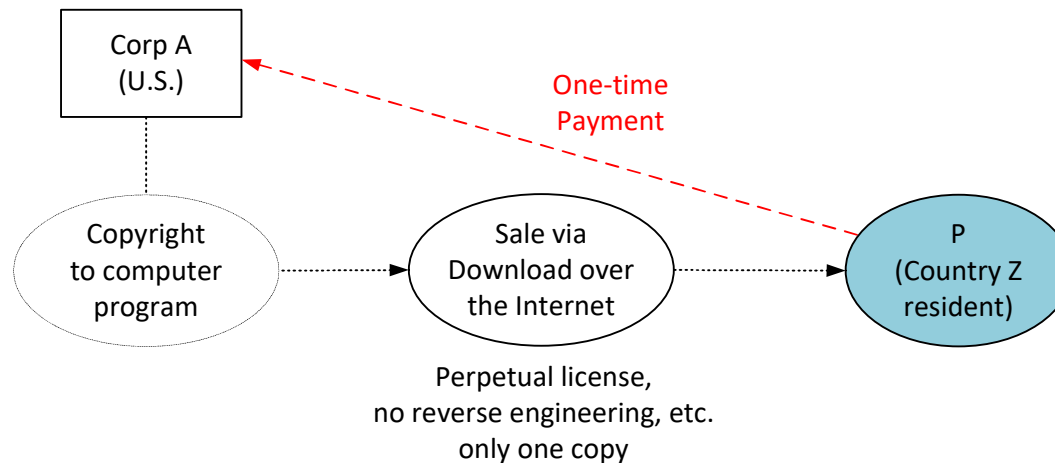 Corp A
(U.S.)
One-time
Payment
Copyright
to computer
program
Sale via
Download over
the Internet
P
(Country Z
resident)
Perpetual license,
no reverse engineering, etc.
only one copy